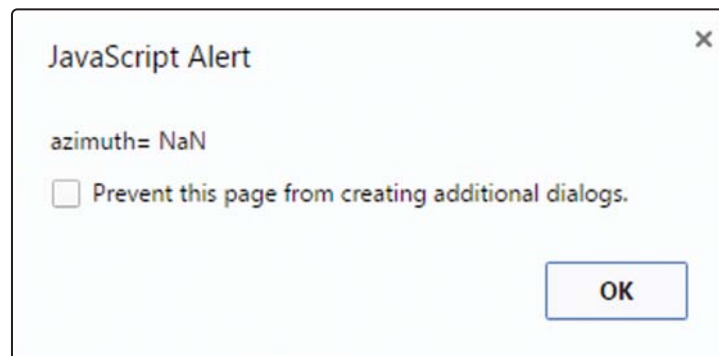 JavaScript Alert
azimuth= NaN
Prevent this page from creating additional dialogs.
OK